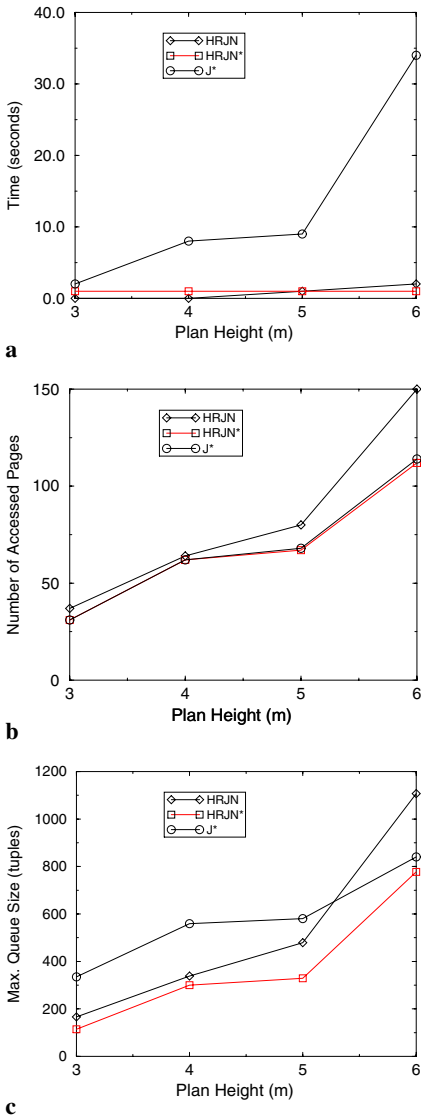 40.0
30.0
20.0
10.0
0.0
Time (seconds)
HRJN
HRJN*
J*
3 4 5 6
Plan Height (m)
a
150
100
50
0
Number of Accessed Pages
HRJN
HRJN*
J*
3 4 5 6
Plan Height (m)
b
1200
1000
800
600
400
200
0
Max. Queue Size (tuples)
HRJN
HRJN*
J*
3 4 5 6
Plan Height (m)
c